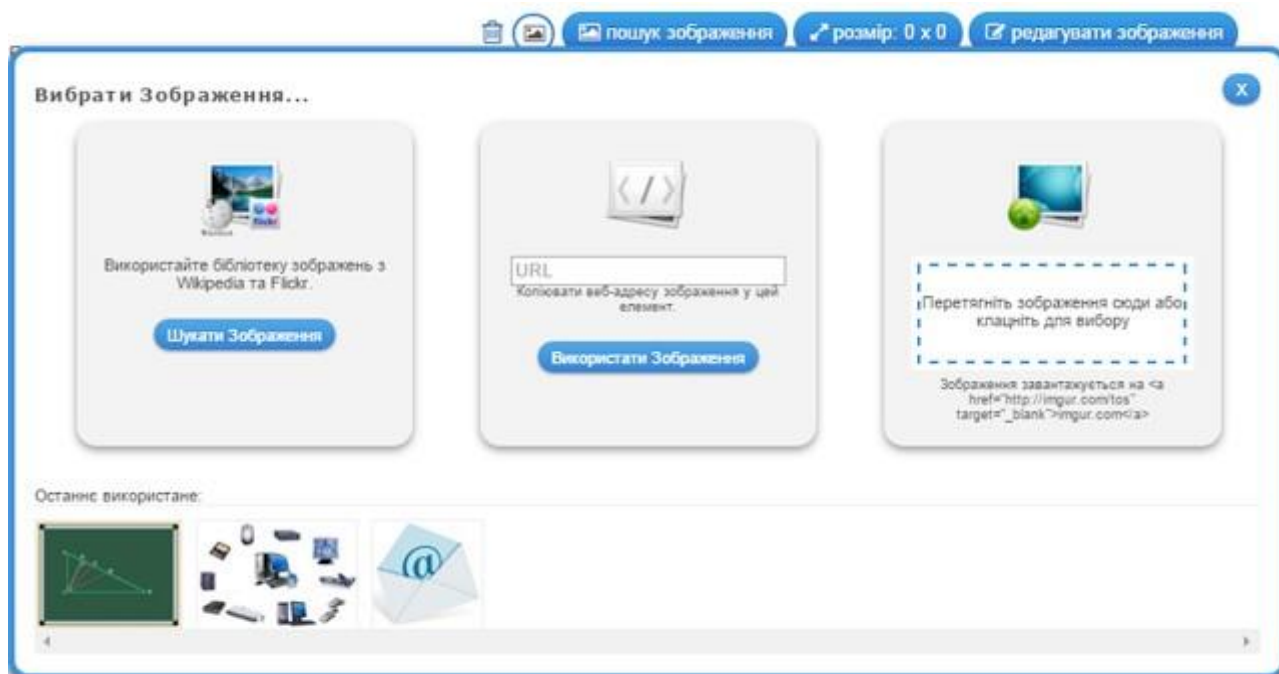 пошук зображення
розмір: 0 x 0
редагувати зображення
Вибрати Зображення...
X
Використайте бібліотеку зображень з
Wikipedia та Flickr.
Шукати Зображення
URL
Копіювати веб-адресу зображення у цей
елемент.
Використати Зображення
Перетягніть зображення сюди або
клацніть для вибору
Зображення завантажується на <a
href="http://imgur.com/tos"
target="_blank">imgur.com</a>
Останнє використане:
@